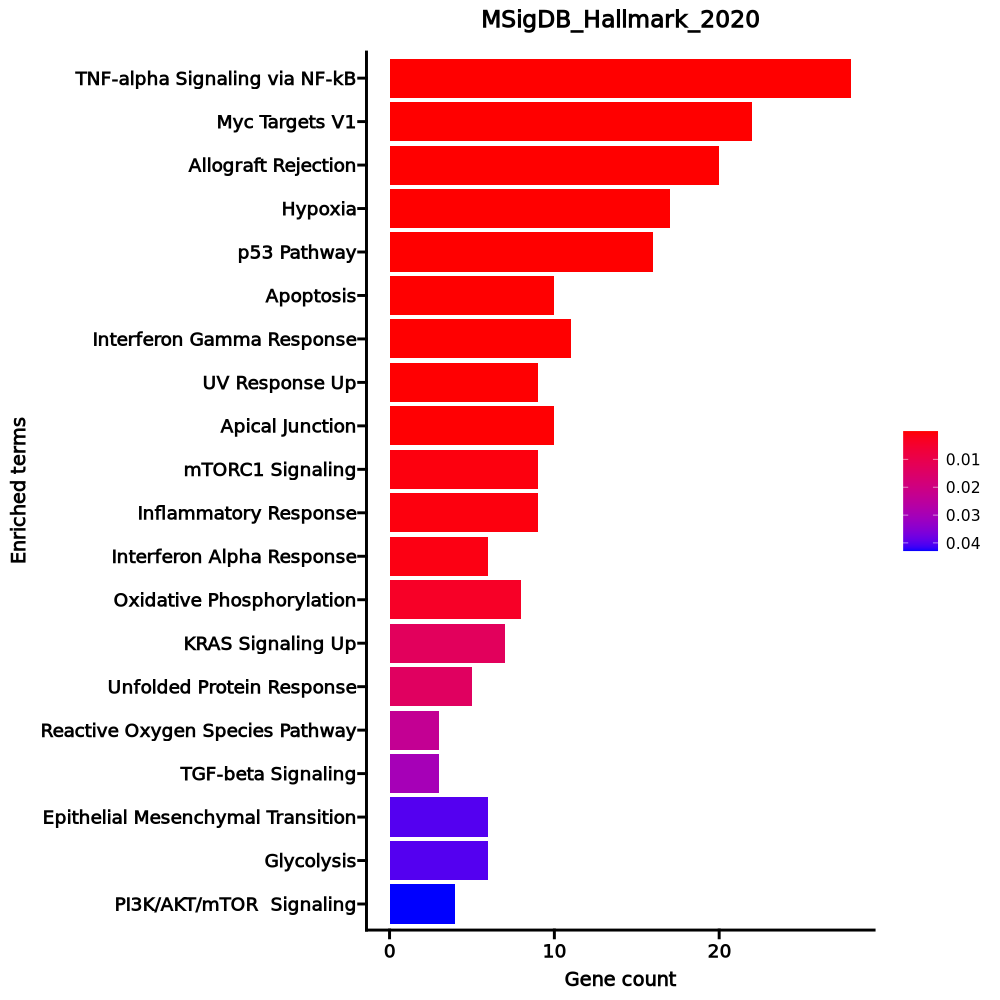 MSigDB_Hallmark_2020
TNF-alpha Signaling via NF-kB
Myc Targets V1
Allograft Rejection
Hypoxia
p53 Pathway
Apoptosis
Interferon Gamma Response
UV Response Up
Apical Junction
mTORC1 Signaling
Inflammatory Response
Interferon Alpha Response
Oxidative Phosphorylation
KRAS Signaling Up
Unfolded Protein Response
Reactive Oxygen Species Pathway
TGF-beta Signaling
Epithelial Mesenchymal Transition
Glycolysis
PI3K/AKT/mTOR  Signaling
Enriched terms
0 10 20
Gene count
0.01
0.02
0.03
0.04